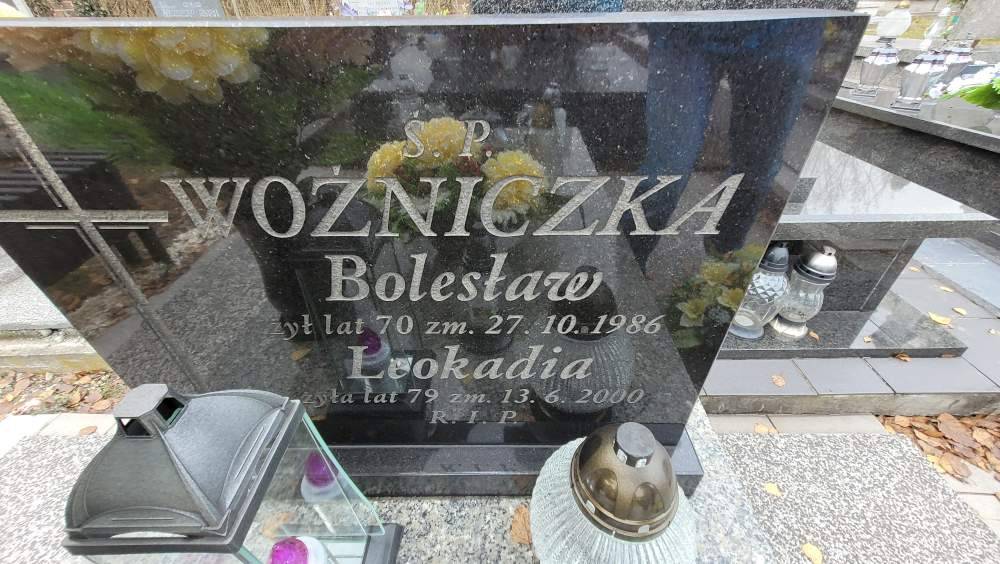 Ś. P.
WOŹNICZKA
Bolesław
żył lat 70 zm. 27. 10. 1986
Leokadia
żyła lat 79 zm. 13. 6. 2000
R. I. P.